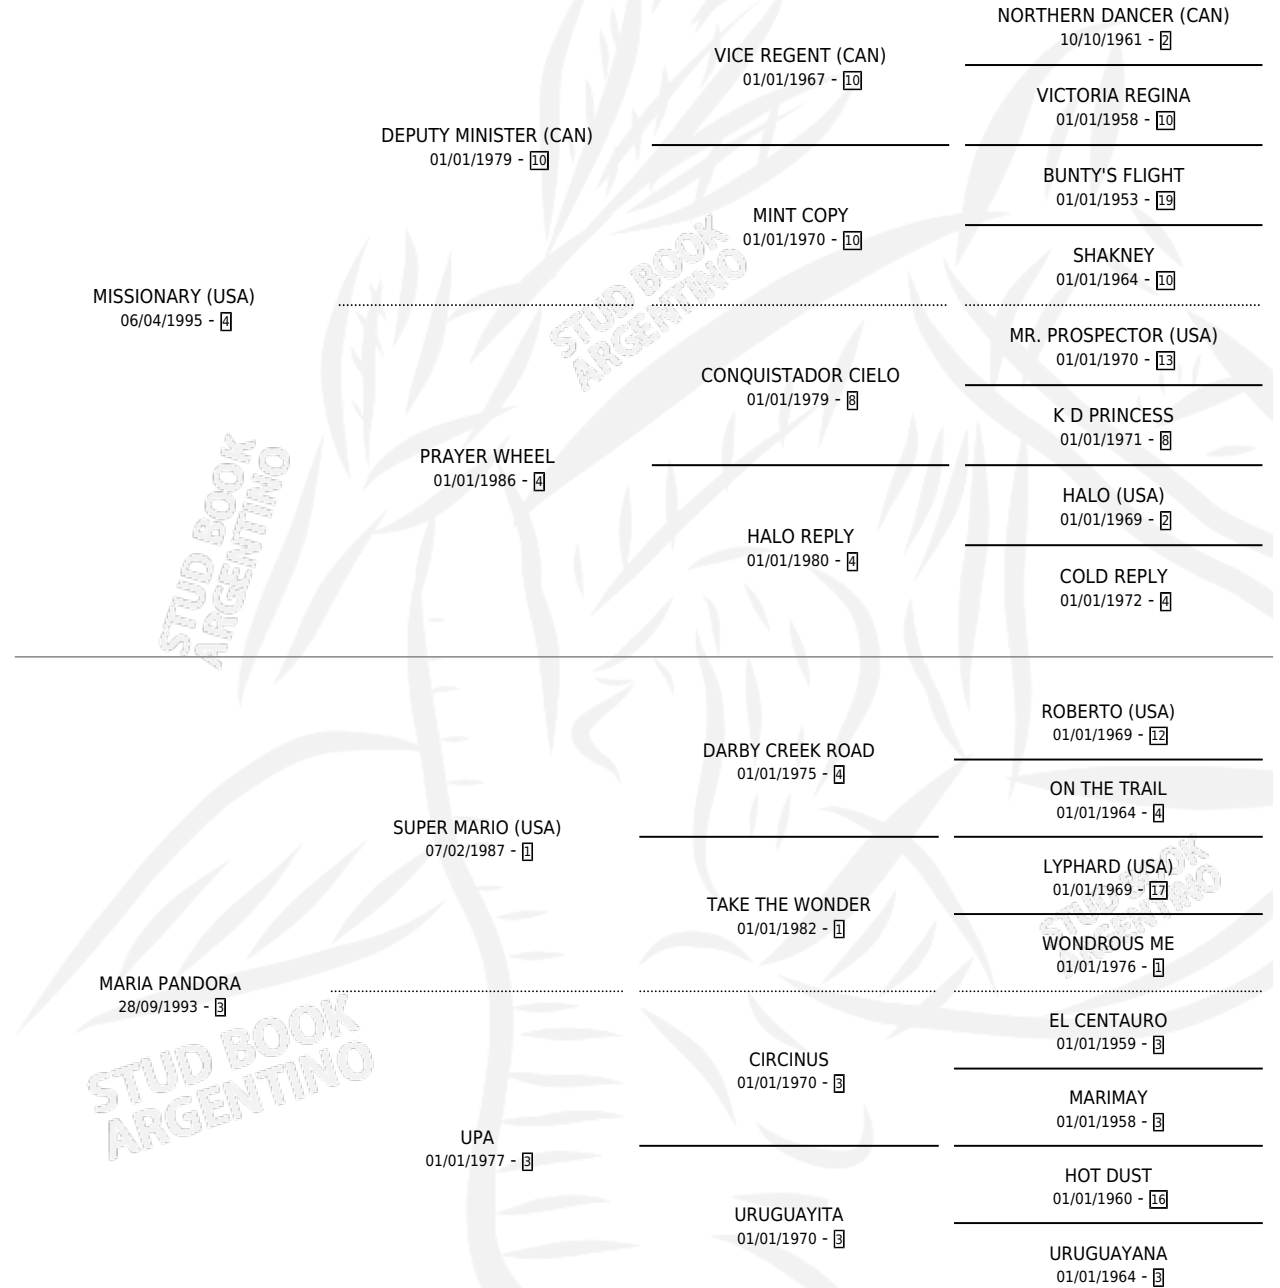 NORTHERN DANCER (CAN)
10/10/1961 - 2
VICE REGENT (CAN)
01/01/1967 - 10
VICTORIA REGINA
01/01/1958 - 10
DEPUTY MINISTER (CAN)
01/01/1979 - 10
BUNTY'S FLIGHT
01/01/1953 - 19
MINT COPY
01/01/1970 - 10
SHAKNEY
01/01/1964 - 10
MISSIONARY (USA)
06/04/1995 - 4
MR. PROSPECTOR (USA)
01/01/1970 - 13
CONQUISTADOR CIELO
01/01/1979 - 8
K D PRINCESS
01/01/1971 - 8
PRAYER WHEEL
01/01/1986 - 4
HALO (USA)
01/01/1969 - 2
HALO REPLY
01/01/1980 - 4
COLD REPLY
01/01/1972 - 4
STUD BOOK
ARGENTINO
STUD BOOK
ARGENTINO
ROBERTO (USA)
01/01/1969 - 12
DARBY CREEK ROAD
01/01/1975 - 4
ON THE TRAIL
01/01/1964 - 4
SUPER MARIO (USA)
07/02/1987 - 1
LYPHARD (USA)
01/01/1969 - 17
TAKE THE WONDER
01/01/1982 - 1
WONDROUS ME
01/01/1976 - 1
MARIA PANDORA
28/09/1993 - 3
EL CENTAURO
01/01/1959 - 3
CIRCINUS
01/01/1970 - 3
MARIMAY
01/01/1958 - 3
UPA
01/01/1977 - 3
HOT DUST
01/01/1960 - 16
URUGUAYITA
01/01/1970 - 3
URUGUAYANA
01/01/1964 - 3
STUD BOOK
ARGENTINO
STUD BOOK
ARGENTINO